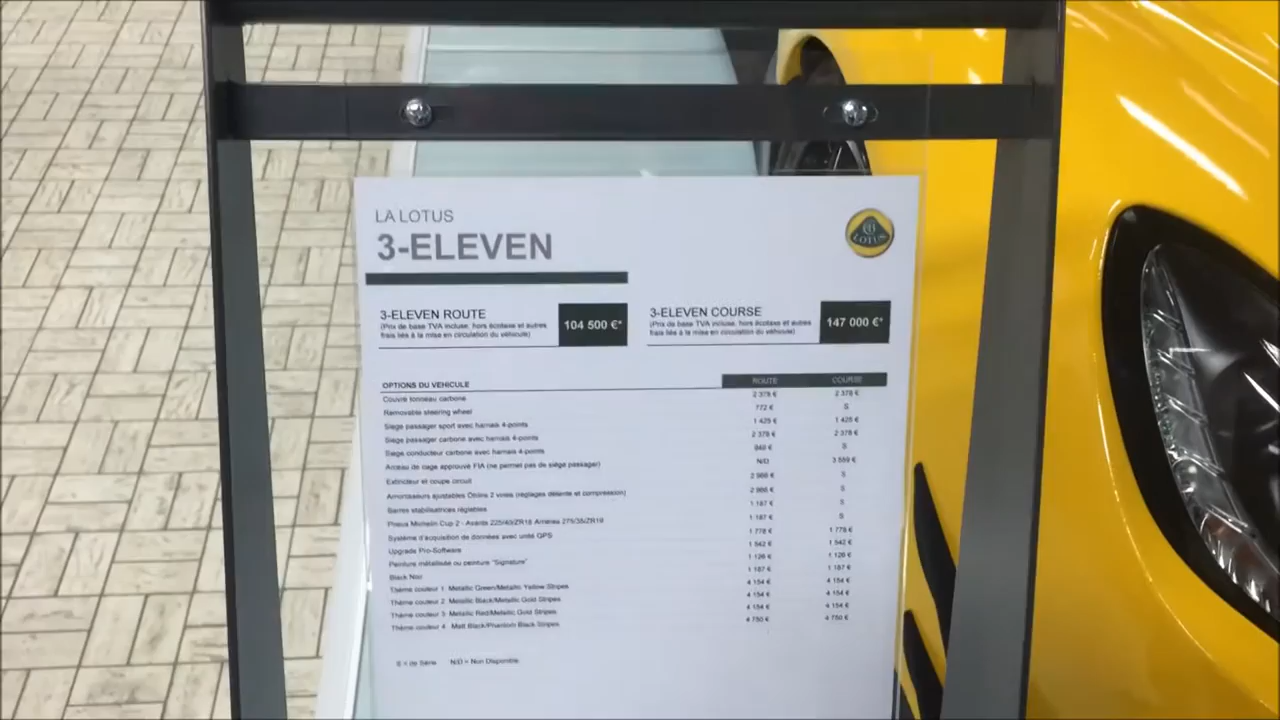 LA LOTUS
3-ELEVEN
LOTUS
3-ELEVEN ROUTE
(Prix de base TVA incluse, hors écotaxe et autres
frais liés à la mise en circulation du véhicule)
104 500 €*
3-ELEVEN COURSE
(Prix de base TVA incluse, hors écotaxe et autres
frais liés à la mise en circulation du véhicule)
147 000 €*
OPTIONS DU VEHICULE ROUTE COURSE
Couvre tonneau carbone 2 378 € 2 378 €
Removable steering wheel 772 € S
Siège passager sport avec harnais 4-points 1 425 € 1 425 €
Siège passager carbone avec harnais 4-points 2 378 € 2 378 €
Siège conducteur carbone avec harnais 4-points 949 € S
Arceau de cage approuvé FIA (ne permet pas de siège passager) N/D 3 559 €
Extincteur et coupe circuit 2 966 € S
Amortisseurs ajustables Öhlins 2 voies (réglages détente et compression) 2 966 € S
Barres stabilisatrices réglables 1 187 € S
Pneus Michelin Cup 2 - Avants 225/40/ZR18 Arrières 275/35/ZR18 1 187 € S
Système d'acquisition de données avec unité GPS 1 778 € 1 778 €
Upgrade Pro-Software 1 542 € 1 542 €
Peinture métallisée ou peinture "Signature" 1 126 € 1 126 €
Black Noir 1 187 € 1 187 €
Thème couleur 1 Metallic Green/Metallic Yellow Stripes 4 154 € 4 154 €
Thème couleur 2 Metallic Black/Metallic Gold Stripes 4 154 € 4 154 €
Thème couleur 3 Metallic Red/Metallic Gold Stripes 4 154 € 4 154 €
Thème couleur 4 Matt Black/Phantom Black Stripes 4 750 € 4 750 €
S = de Série N/D = Non Disponible